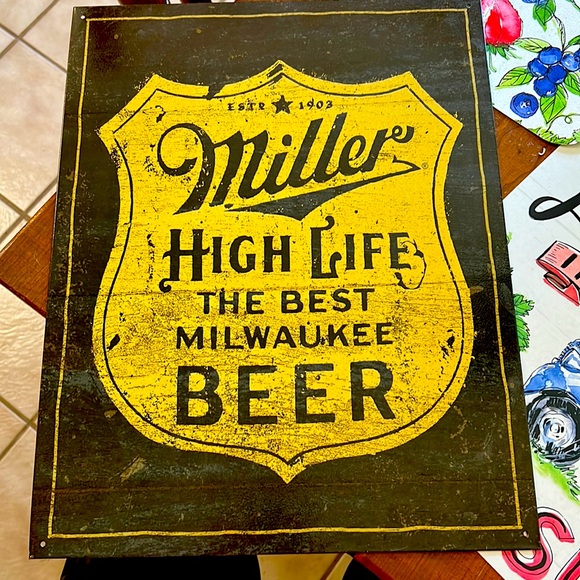 ESTD ★ 1903
Miller®
HIGH LIFE
THE BEST
MILWAUKEE
BEER